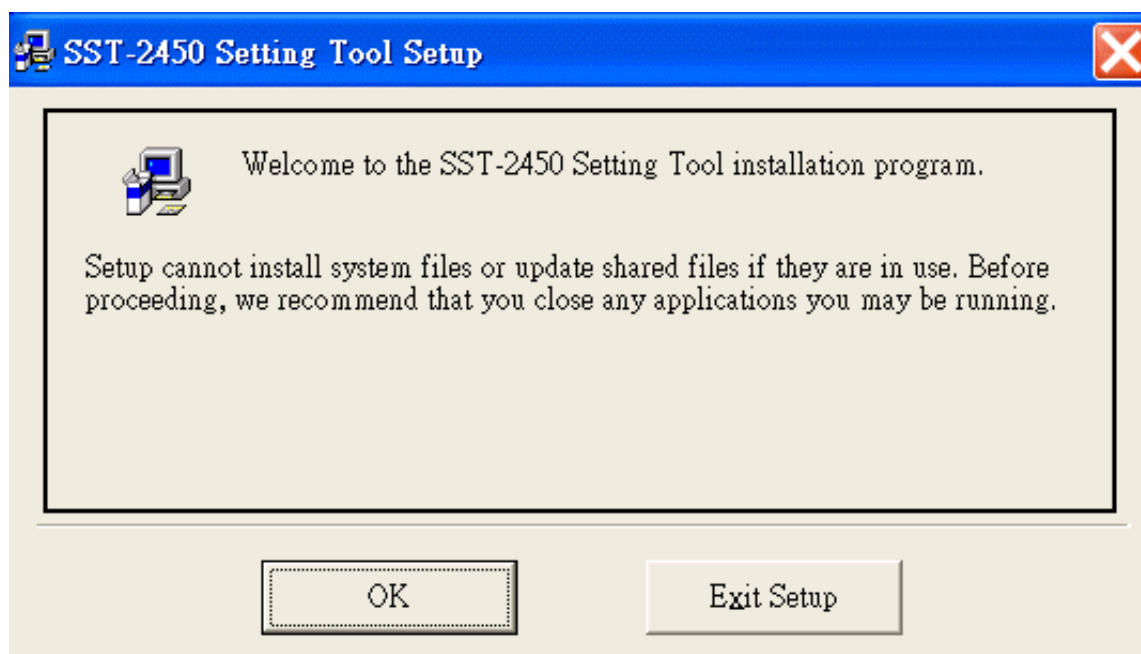 SST-2450 Setting Tool Setup
Welcome to the SST-2450 Setting Tool installation program.
Setup cannot install system files or update shared files if they are in use. Before
proceeding, we recommend that you close any applications you may be running.
OK
Exit Setup